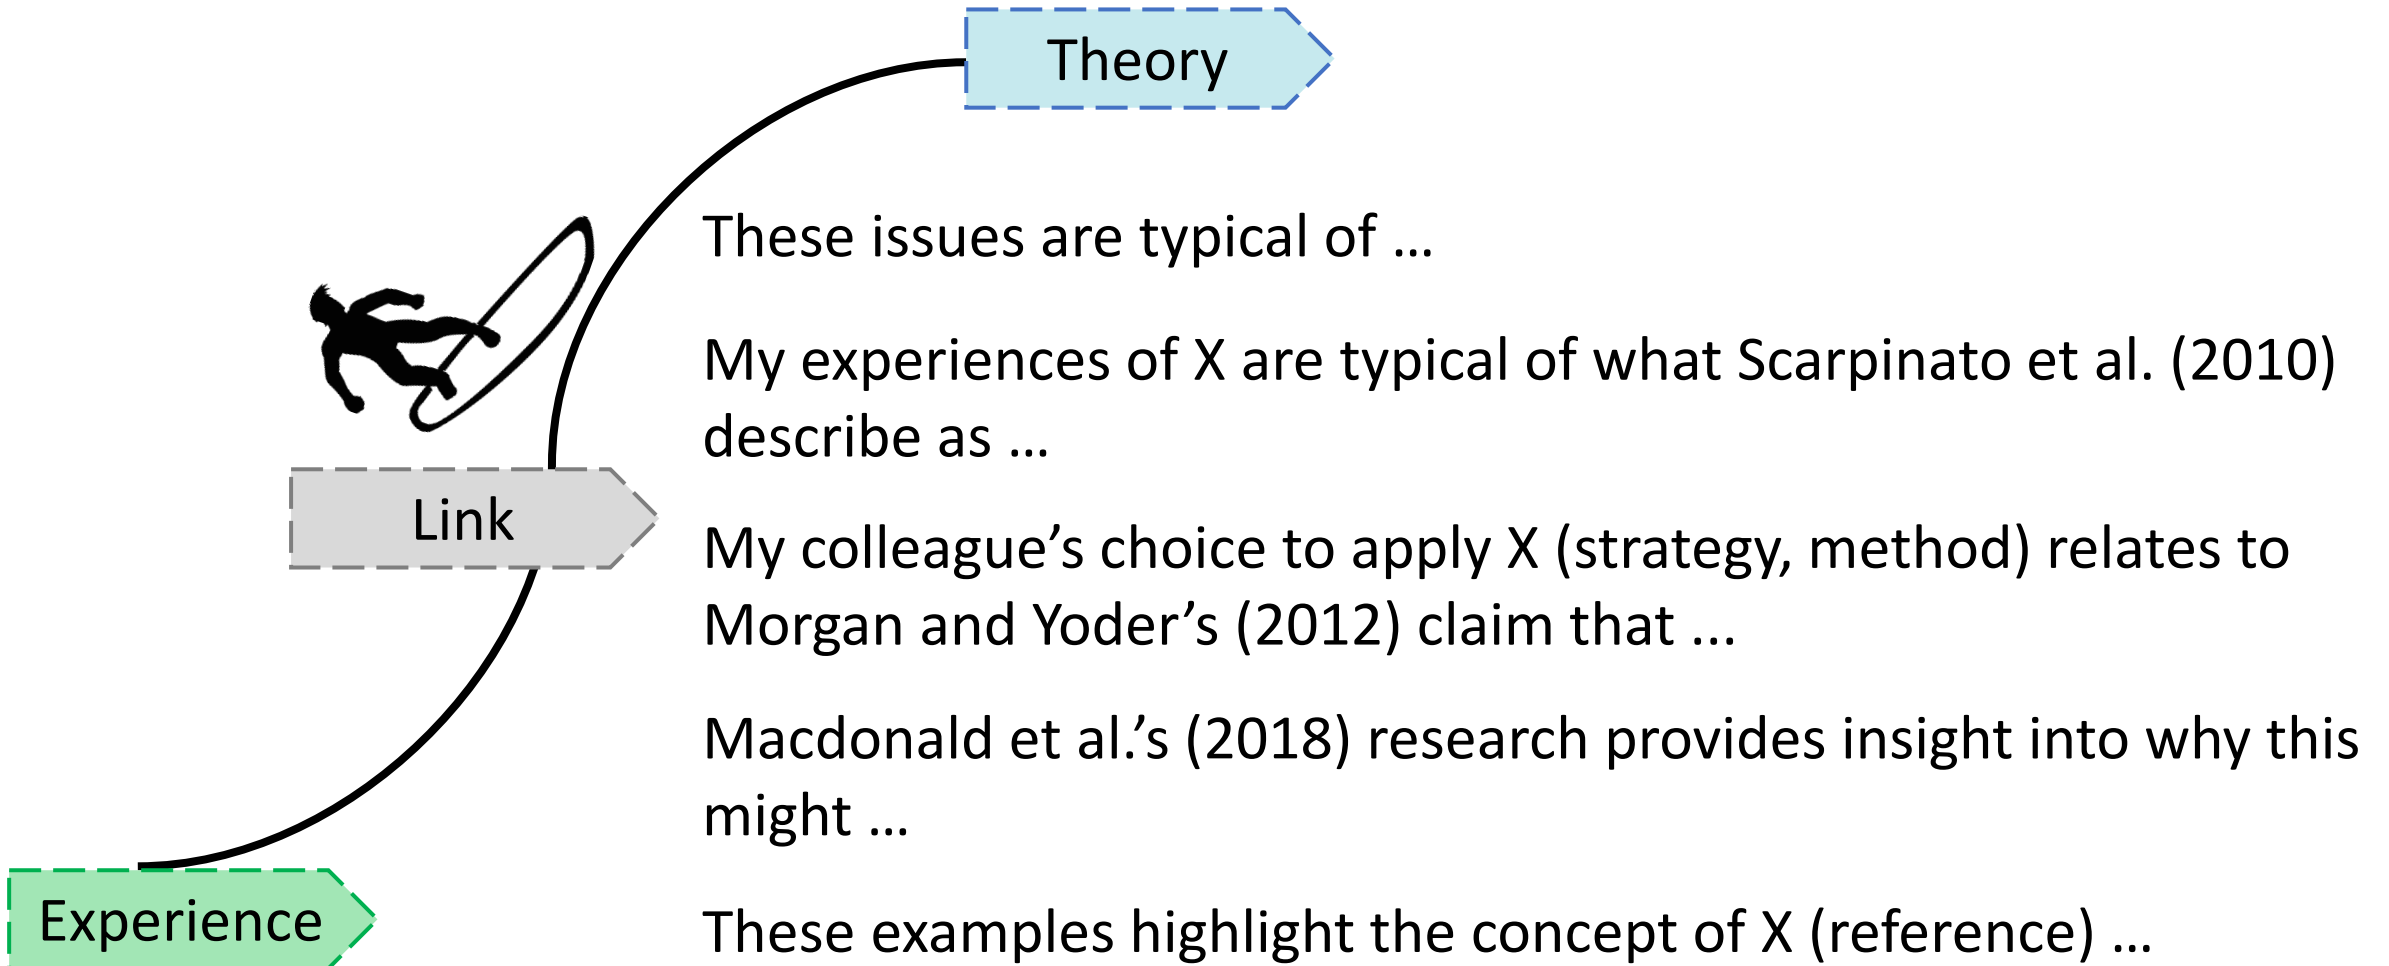 Theory
These issues are typical of ...
My experiences of X are typical of what Scarpinato et al. (2010)
describe as ...
Link
My colleague’s choice to apply X (strategy, method) relates to
Morgan and Yoder’s (2012) claim that ...
Macdonald et al.’s (2018) research provides insight into why this
might ...
Experience
These examples highlight the concept of X (reference) ...